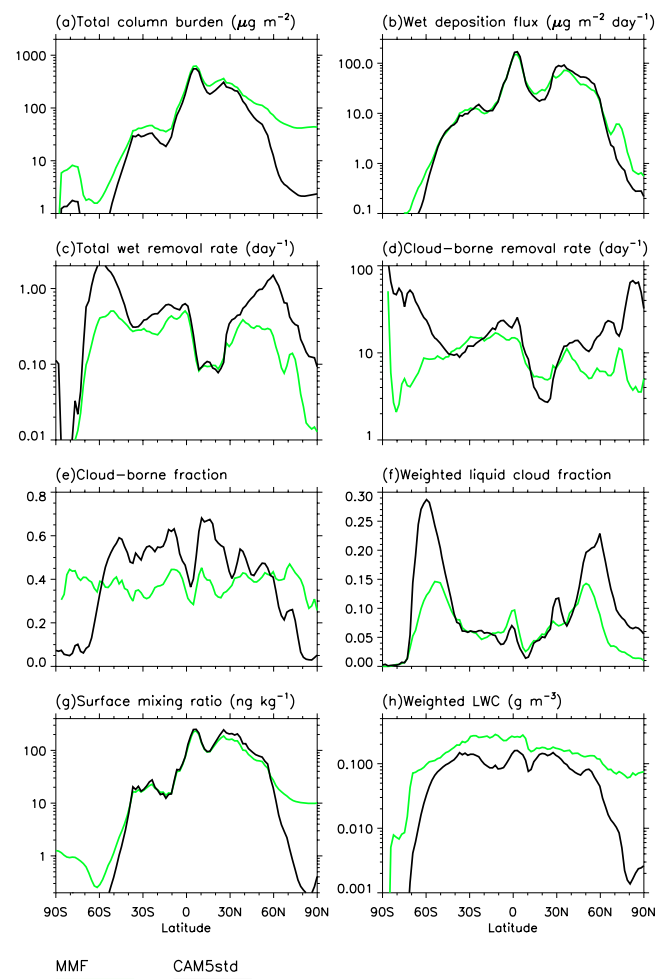 (a)Total column burden (μg m⁻²)
1000
100
10
1
(b)Wet deposition flux (μg m⁻² day⁻¹)
100.0
10.0
1.0
0.1
(c)Total wet removal rate (day⁻¹)
1.00
0.10
0.01
(d)Cloud-borne removal rate (day⁻¹)
100
10
1
(e)Cloud-borne fraction
0.8
0.6
0.4
0.2
0.0
(f)Weighted liquid cloud fraction
0.30
0.25
0.20
0.15
0.10
0.05
0.00
(g)Surface mixing ratio (ng kg⁻¹)
100
10
1
90S 60S 30S 0 30N 60N 90N
Latitude
(h)Weighted LWC (g m⁻³)
0.100
0.010
0.001
90S 60S 30S 0 30N 60N 90N
Latitude
MMF CAM5std